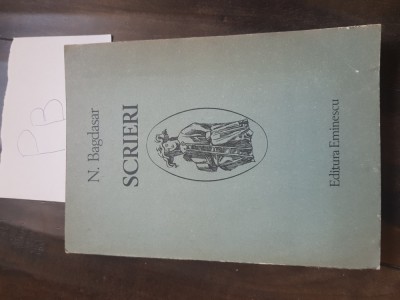 N. Bagdasar
SCRIERI
Editura Eminescu
PB